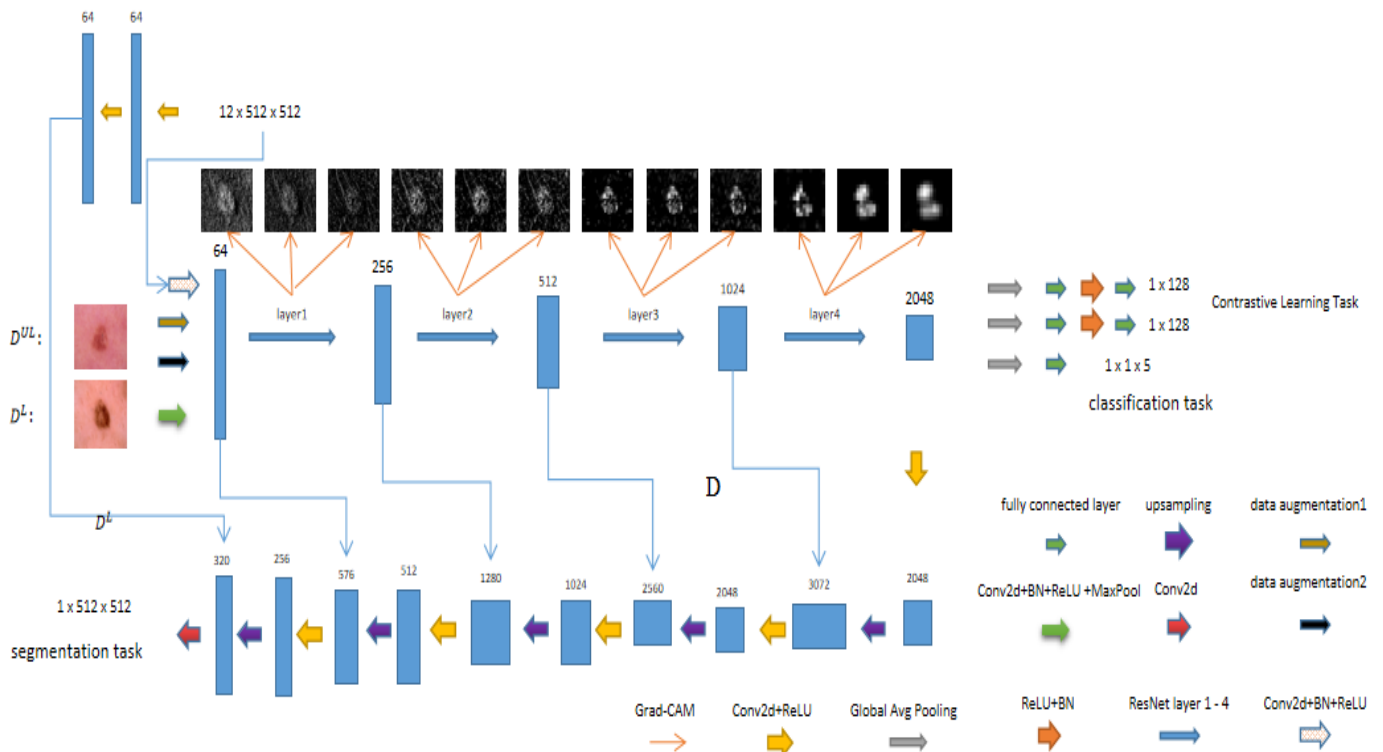 64
64
12 x 512 x 512
64
256
512
1024
2048
layer1
layer2
layer3
layer4
D^{UL}:
D^{L}:
1 x 128
1 x 128
Contrastive Learning Task
1 x 1 x 5
classification task
D
D^{L}
320
256
576
512
1280
1024
2560
2048
3072
2048
1 x 512 x 512
segmentation task
fully connected layer
upsampling
data augmentation1
Conv2d+BN+ReLU +MaxPool
Conv2d
data augmentation2
Grad-CAM
Conv2d+ReLU
Global Avg Pooling
ReLU+BN
ResNet layer 1 - 4
Conv2d+BN+ReLU